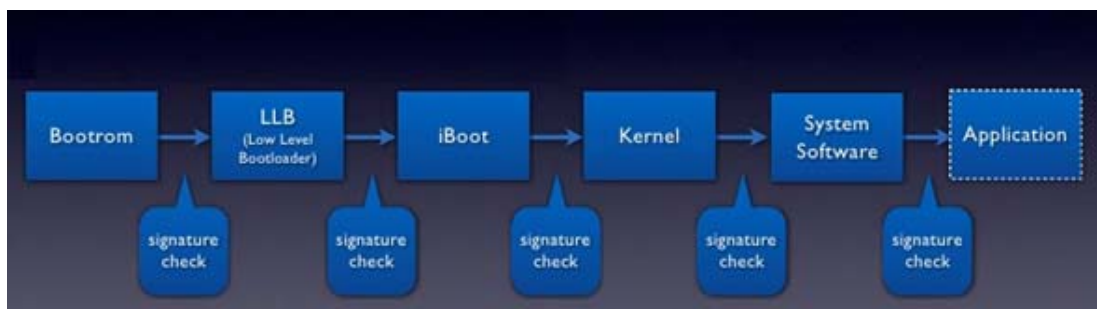 Bootrom
LLB
(Low Level
Bootloader)
iBoot
Kernel
System
Software
Application
signature
check
signature
check
signature
check
signature
check
signature
check